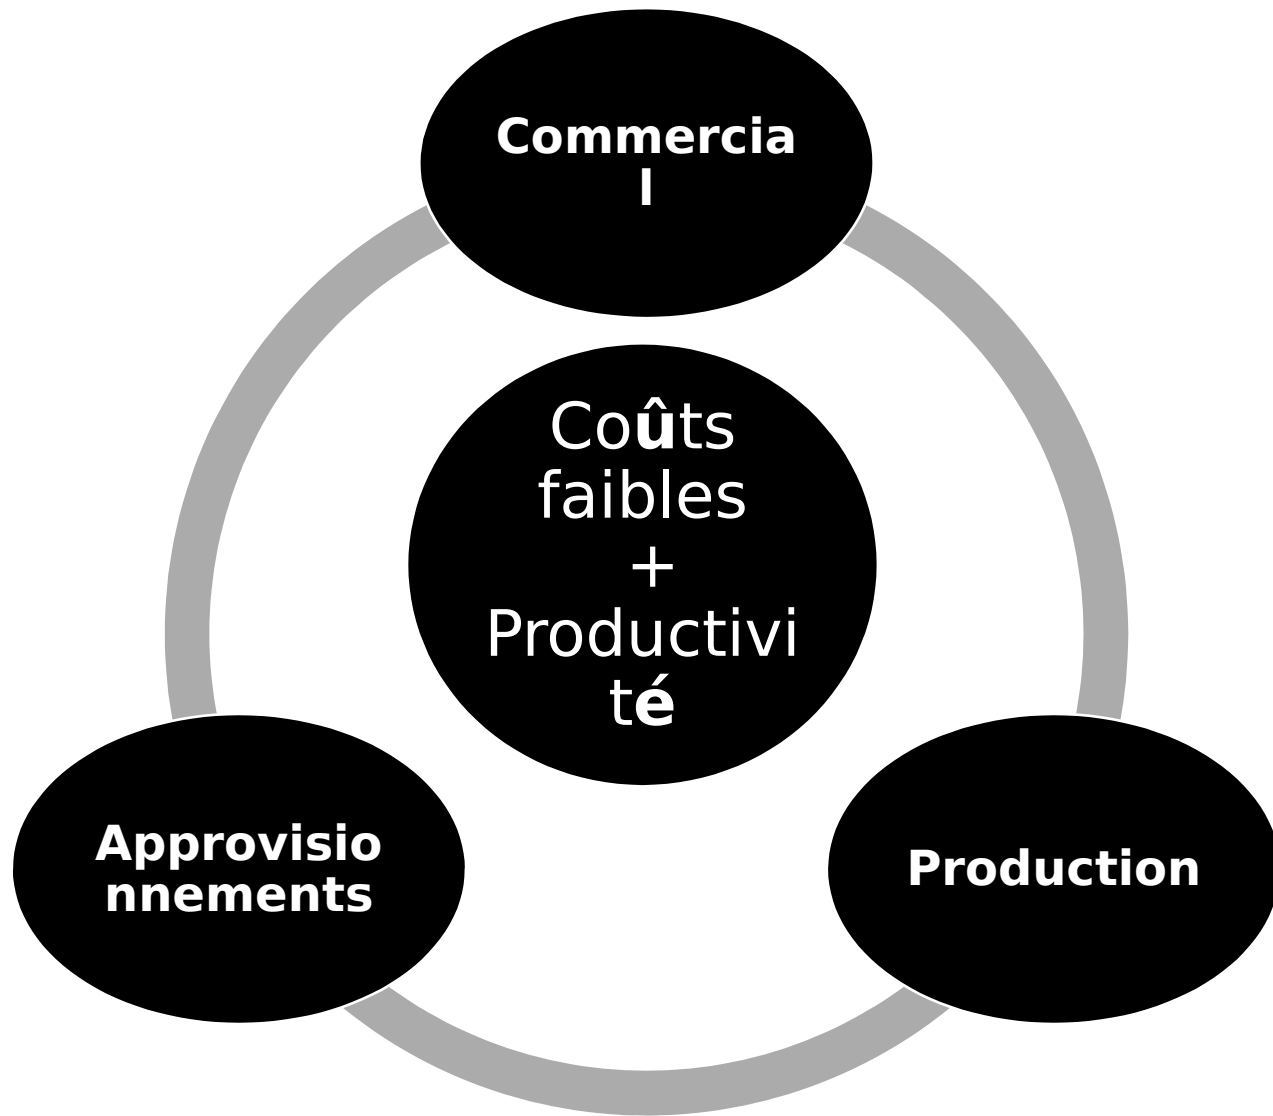 Commercia
l
Coûts
faibles
+
Productivi
té
Approvisio
nnements
Production